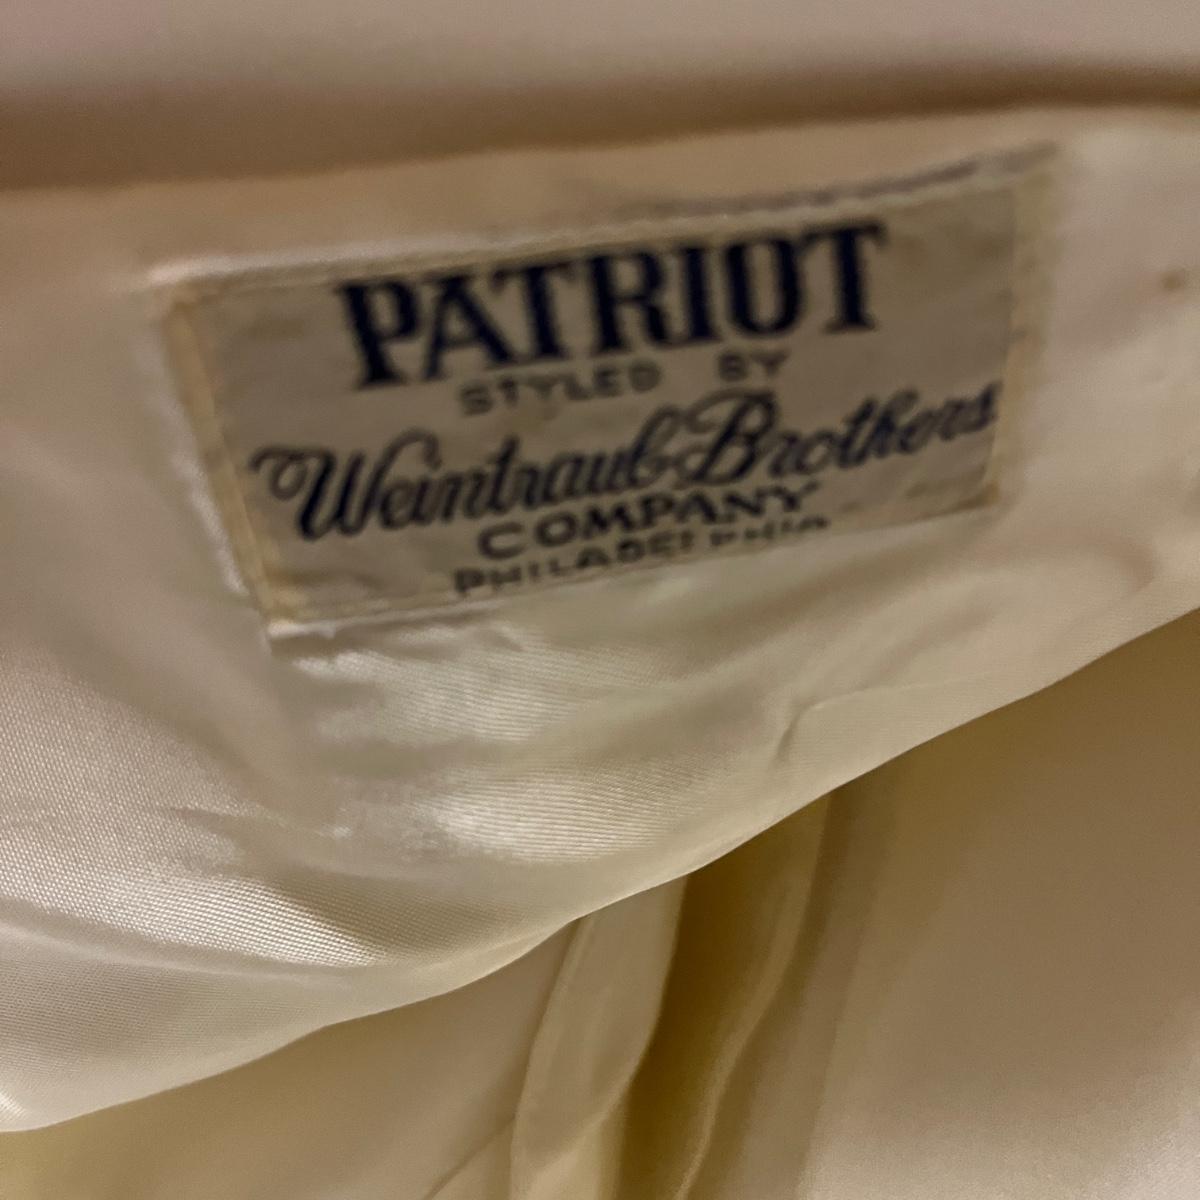 PATRIOT
STYLED BY
Weintraub Brothers
COMPANY
PHILADELPHIA